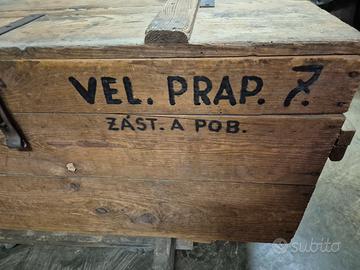 VEL. PRAP. 7.
ZÁST. A POB.
subito